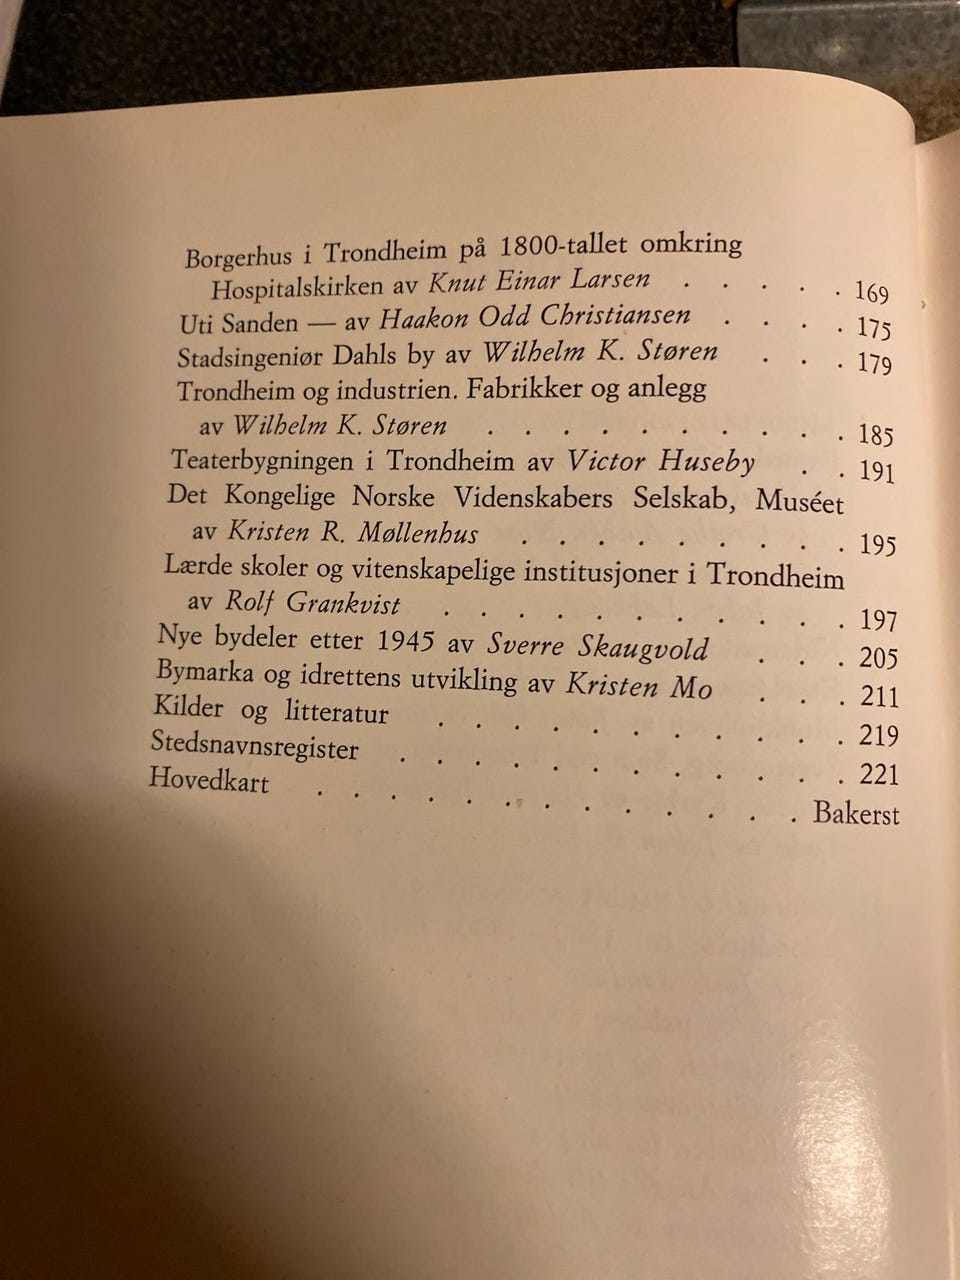 Borgerhus i Trondheim på 1800-tallet omkring
Hospitalskirken av Knut Einar Larsen . . . . . 169
Uti Sanden — av Haakon Odd Christiansen . . . . 175
Stadsingeniør Dahls by av Wilhelm K. Støren . . . 179
Trondheim og industrien. Fabrikker og anlegg
av Wilhelm K. Støren . . . . . . . . . . 185
Teaterbygningen i Trondheim av Victor Huseby . . 191
Det Kongelige Norske Videnskabers Selskab, Muséet
av Kristen R. Møllenhus . . . . . . . . . 195
Lærde skoler og vitenskapelige institusjoner i Trondheim
av Rolf Grankvist . . . . . . . . . . . 197
Nye bydeler etter 1945 av Sverre Skaugvold . . . 205
Bymarka og idrettens utvikling av Kristen Mo . . . 211
Kilder og litteratur . . . . . . . . . . . 219
Stedsnavnsregister . . . . . . . . . . . . 221
Hovedkart . . . . . . . . . . . . . Bakerst